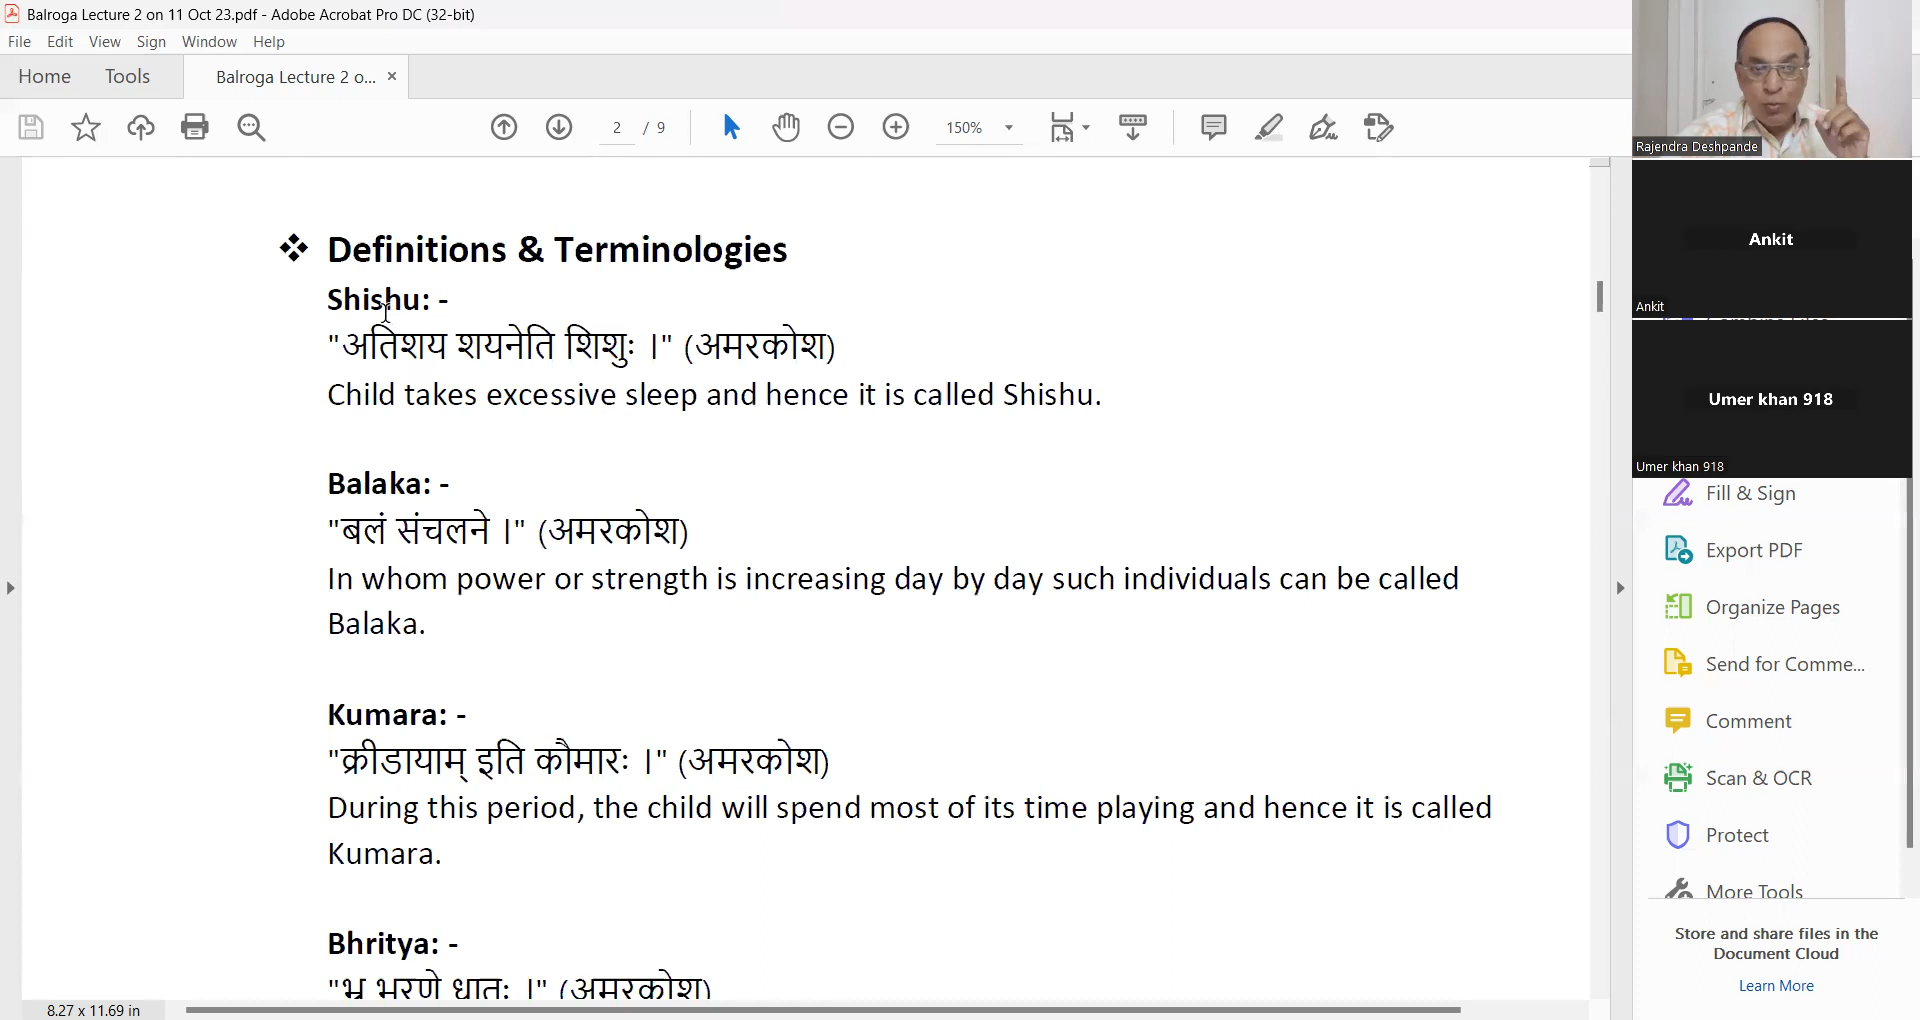 Balroga Lecture 2 on 11 Oct 23.pdf - Adobe Acrobat Pro DC (32-bit)
File Edit View Sign Window Help
Home Tools Balroga Lecture 2 o... ×
2 / 9 150%
Definitions & Terminologies
Shishu: -
"अतिशय शयनेति शिशुः ।" (अमरकोश)
Child takes excessive sleep and hence it is called Shishu.
Balaka: -
"बलं संचलने ।" (अमरकोश)
In whom power or strength is increasing day by day such individuals can be called
Balaka.
Kumara: -
"क्रीडायाम् इति कौमारः ।" (अमरकोश)
During this period, the child will spend most of its time playing and hence it is called
Kumara.
Bhritya: -
"भ्र भरणे धातः ।" (अमरकोश)
8.27 x 11.69 in
Rajendra Deshpande
Ankit
Ankit
Umer khan 918
Umer khan 918
Fill & Sign
Export PDF
Organize Pages
Send for Comme...
Comment
Scan & OCR
Protect
More Tools
Store and share files in the
Document Cloud
Learn More